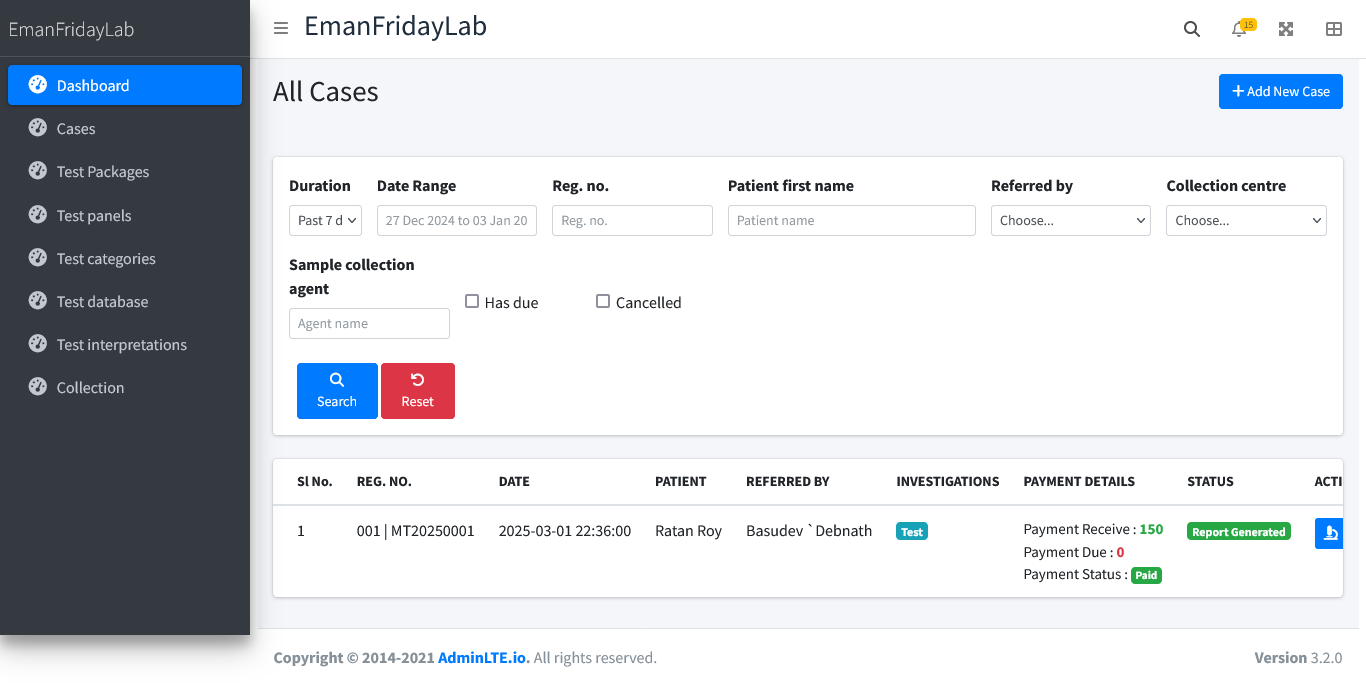 EmanFridayLab
EmanFridayLab
15
Dashboard
Cases
Test Packages
Test panels
Test categories
Test database
Test interpretations
Collection
All Cases
Add New Case
Duration Date Range Reg. no. Patient first name Referred by Collection centre
Past 7 d 27 Dec 2024 to 03 Jan 20 Reg. no. Patient name Choose... Choose...
Sample collection
agent
Has due Cancelled
Agent name
Search Reset
Sl No. REG. NO. DATE PATIENT REFERRED BY INVESTIGATIONS PAYMENT DETAILS STATUS ACTI
1 001 | MT20250001 2025-03-01 22:36:00 Ratan Roy Basudev `Debnath Test Payment Receive : 150 Report Generated
Payment Due : 0
Payment Status : Paid
Copyright © 2014-2021 AdminLTE.io. All rights reserved. Version 3.2.0